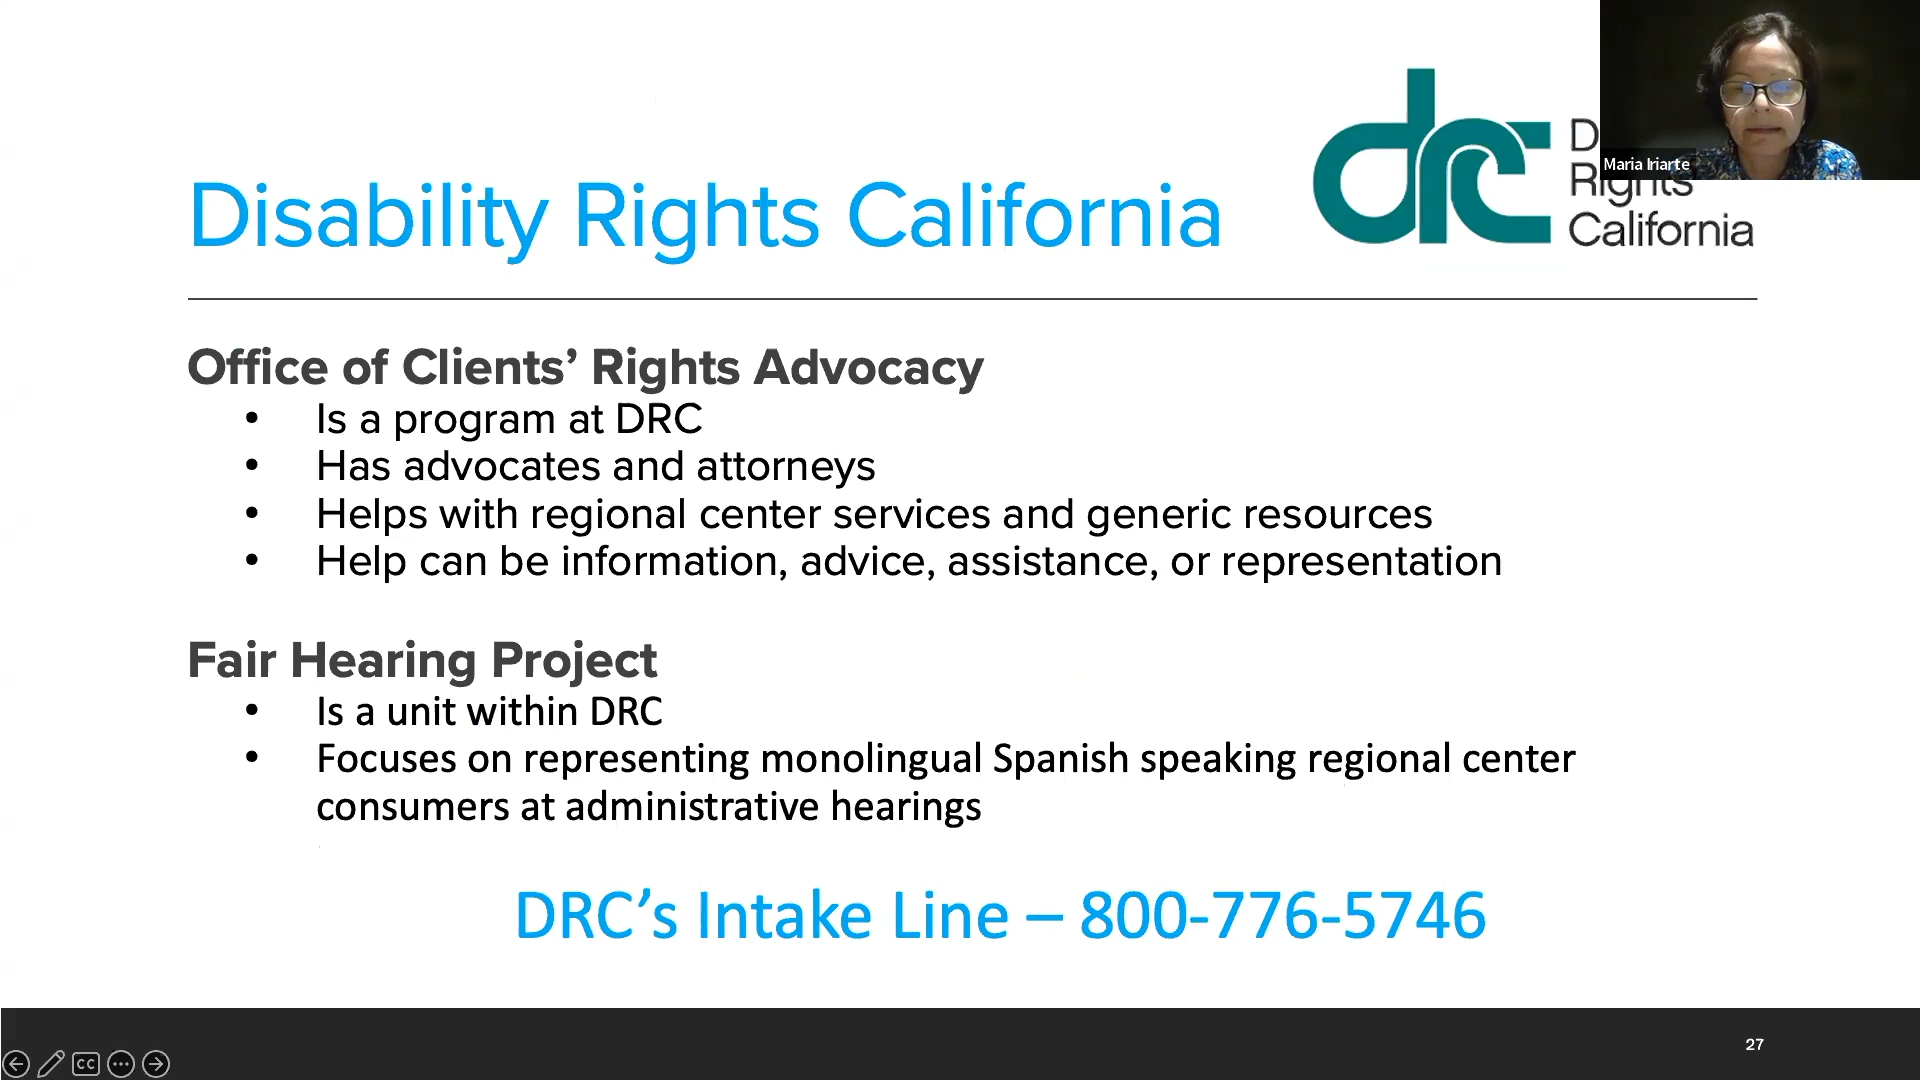 Disability Rights California
drc
Rights
California
Maria Iriarte
Office of Clients’ Rights Advocacy
• Is a program at DRC
• Has advocates and attorneys
• Helps with regional center services and generic resources
• Help can be information, advice, assistance, or representation
Fair Hearing Project
• Is a unit within DRC
• Focuses on representing monolingual Spanish speaking regional center
consumers at administrative hearings
DRC’s Intake Line – 800-776-5746
27
CC